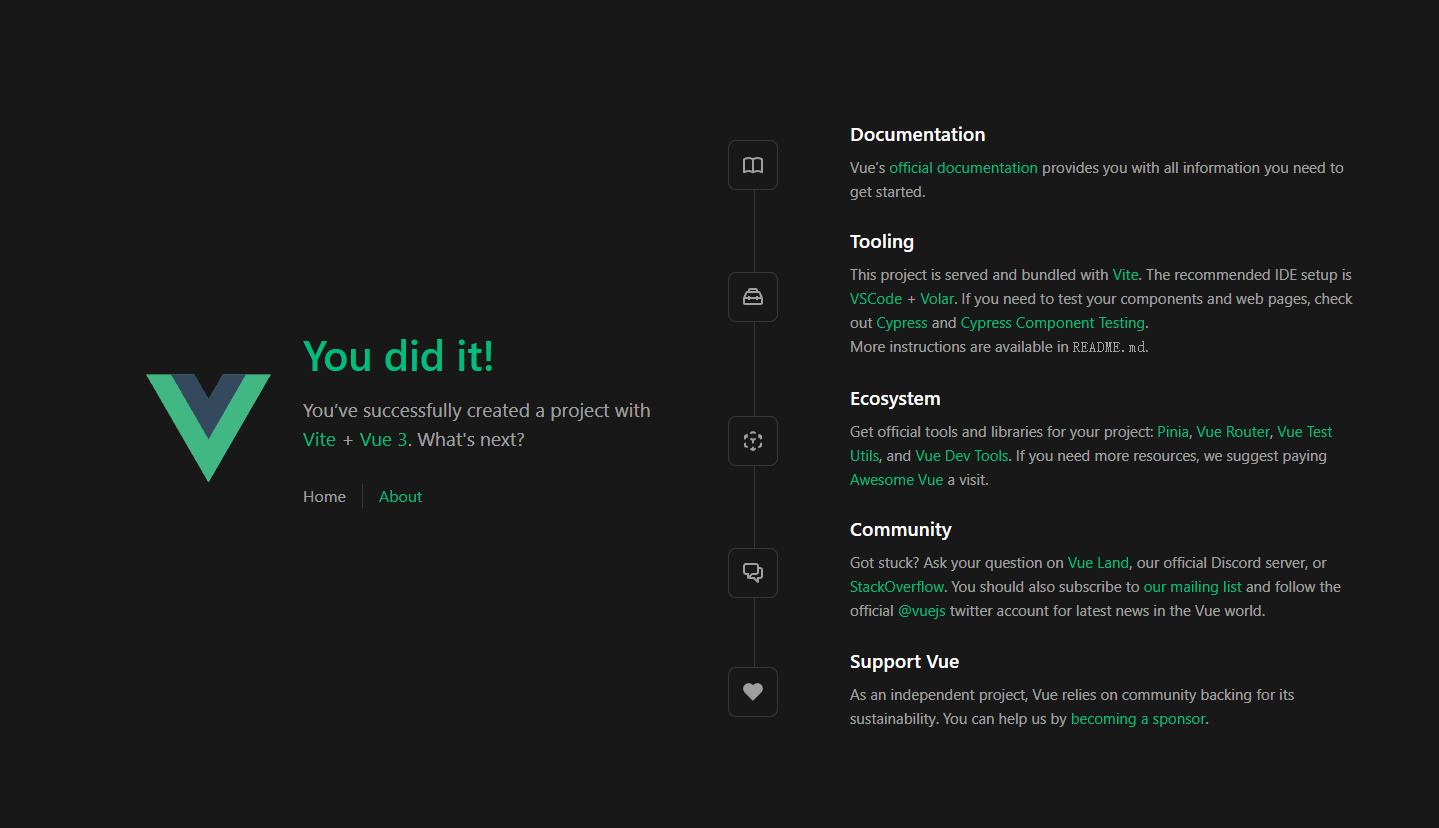 You did it!
You’ve successfully created a project with
Vite + Vue 3. What's next?
Home
About
Documentation
Vue’s official documentation provides you with all information you need to
get started.
Tooling
This project is served and bundled with Vite. The recommended IDE setup is
VSCode + Volar. If you need to test your components and web pages, check
out Cypress and Cypress Component Testing.
More instructions are available in README.md.
Ecosystem
Get official tools and libraries for your project: Pinia, Vue Router, Vue Test
Utils, and Vue Dev Tools. If you need more resources, we suggest paying
Awesome Vue a visit.
Community
Got stuck? Ask your question on Vue Land, our official Discord server, or
StackOverflow. You should also subscribe to our mailing list and follow the
official @vuejs twitter account for latest news in the Vue world.
Support Vue
As an independent project, Vue relies on community backing for its
sustainability. You can help us by becoming a sponsor.